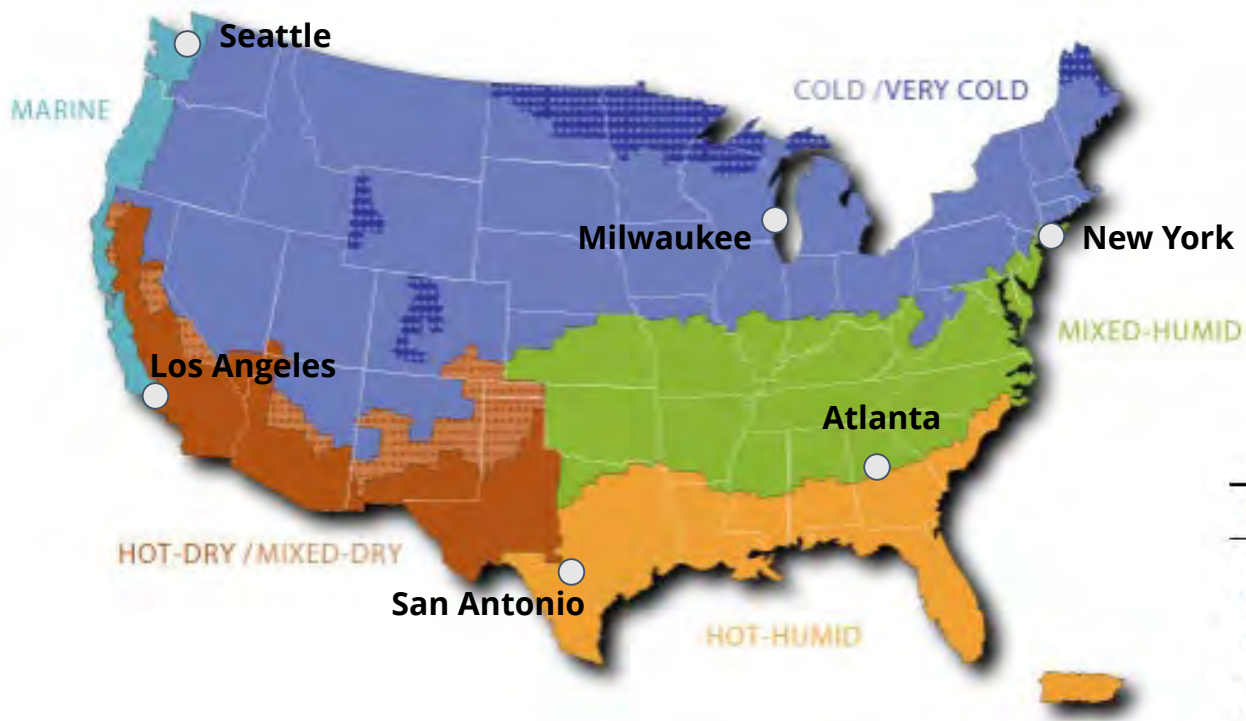 Seattle
COLD /VERY COLD
MARINE
Milwaukee
New York
MIXED-HUMID
Los Angeles
Atlanta
HOT-DRY /MIXED-DRY
San Antonio
HOT-HUMID